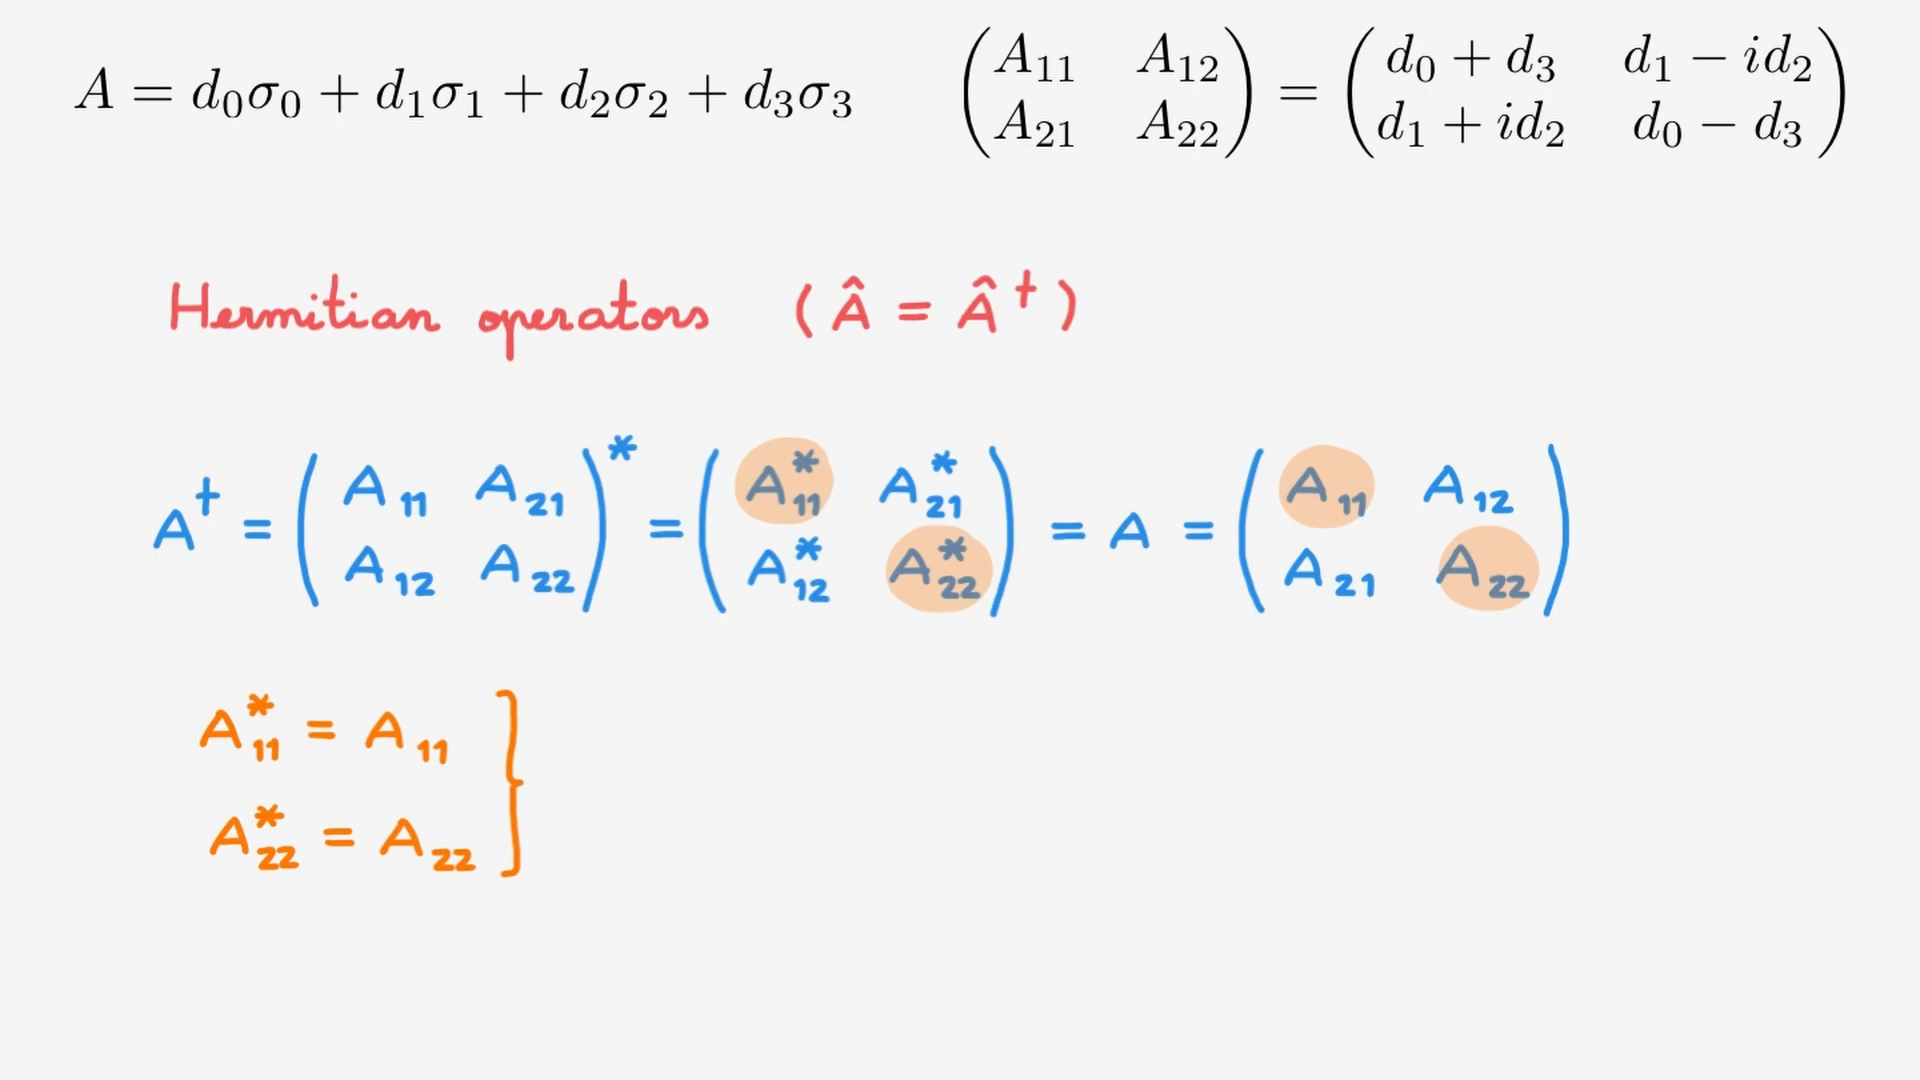 A = d₀σ₀ + d₁σ₁ + d₂σ₂ + d₃σ₃ (A₁₁ A₁₂ ; A₂₁ A₂₂) = (d₀ + d₃ d₁ − id₂ ; d₁ + id₂ d₀ − d₃)
Hermitian operators (Â = Â†)
A† = (A₁₁ A₂₁ ; A₁₂ A₂₂)* = (A₁₁* A₂₁* ; A₁₂* A₂₂*) = A = (A₁₁ A₁₂ ; A₂₁ A₂₂)
A₁₁* = A₁₁ }
A₂₂* = A₂₂